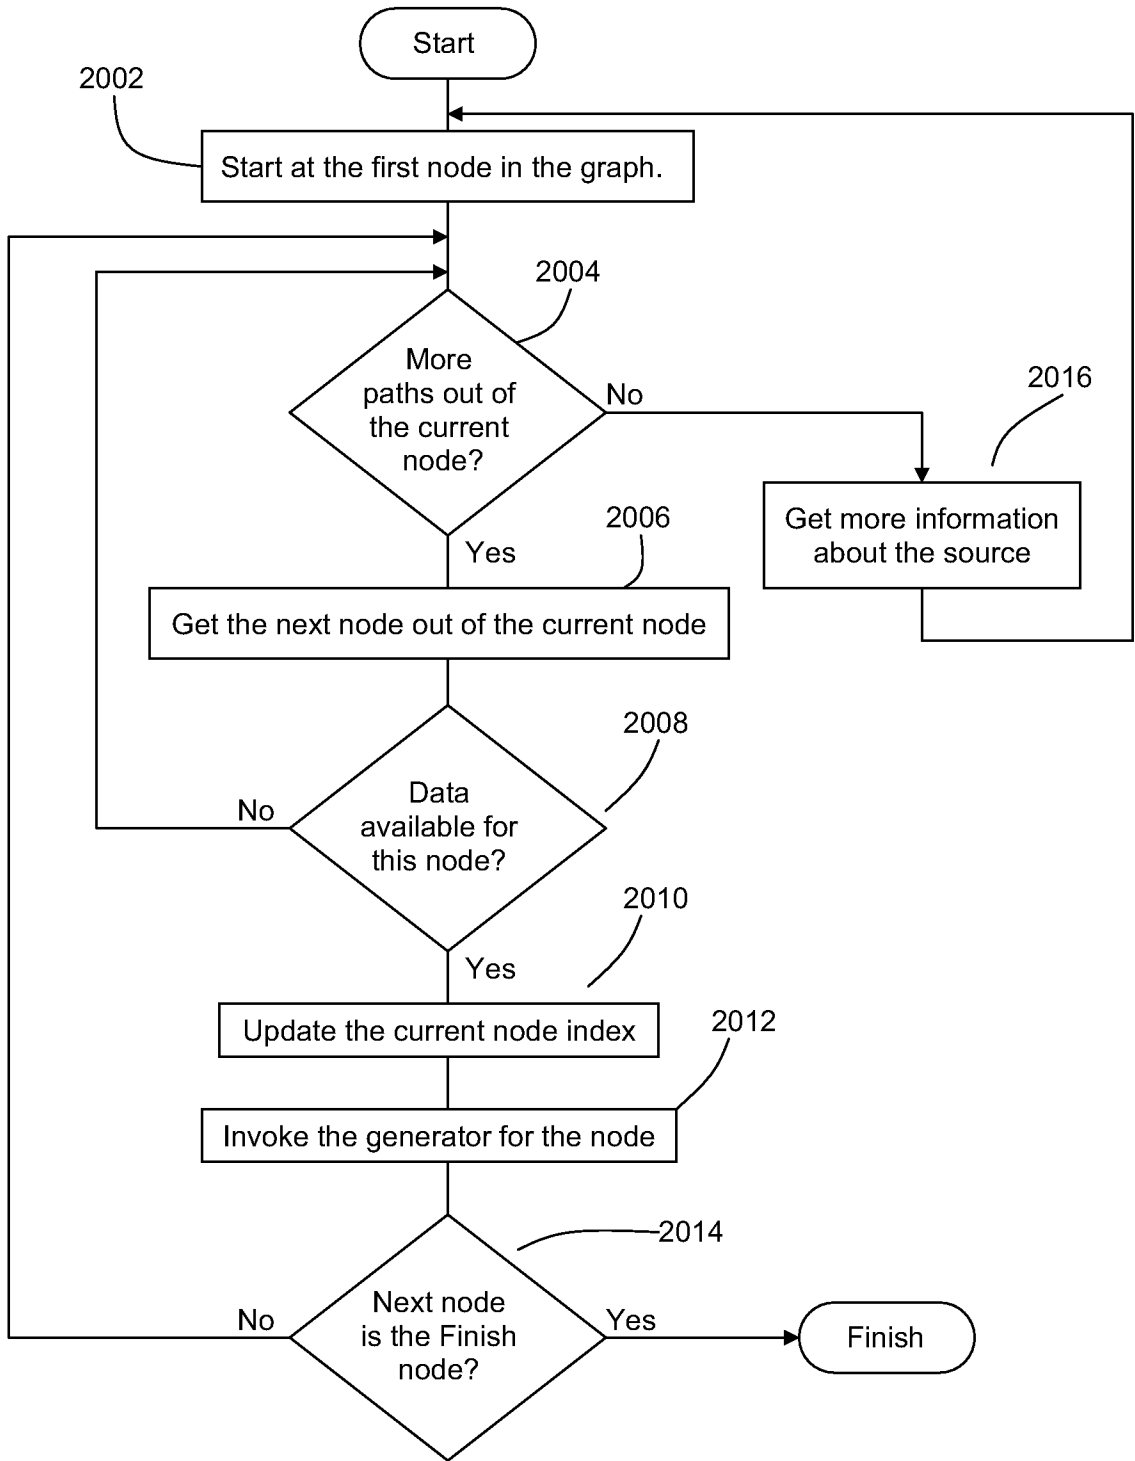 Start
2002
Start at the first node in the graph.
2004
More
paths out of
the current
node?
No
2016
Get more information
about the source
Yes
2006
Get the next node out of the current node
2008
Data
available for
this node?
No
Yes
2010
Update the current node index
2012
Invoke the generator for the node
2014
Next node
is the Finish
node?
No
Yes
Finish